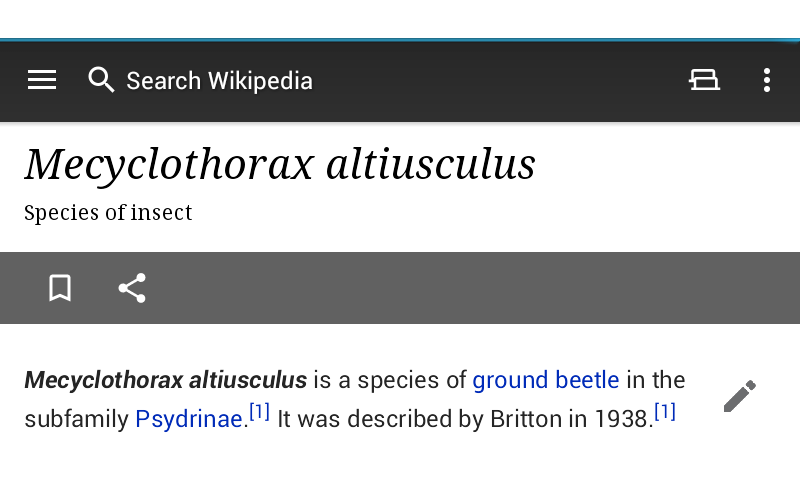 Search Wikipedia
Mecyclothorax altiusculus
Species of insect
Mecyclothorax altiusculus is a species of ground beetle in the
subfamily Psydrinae.[1] It was described by Britton in 1938.[1]